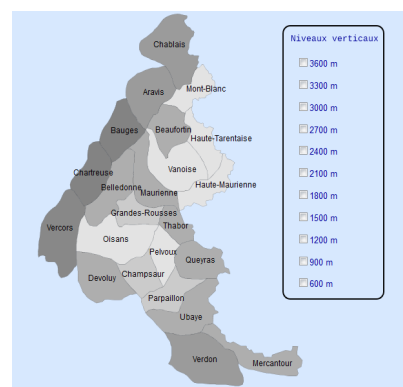 Chablais
Mont-Blanc
Aravis
Beaufortin
Bauges
Haute-Tarentaise
Vanoise
Chartreuse
Haute-Maurienne
Belledonne
Maurienne
Grandes-Rousses
Thabor
Vercors
Oisans
Pelvoux
Queyras
Champsaur
Devoluy
Parpaillon
Ubaye
Verdon
Mercantour
Niveaux verticaux
3600 m
3300 m
3000 m
2700 m
2400 m
2100 m
1800 m
1500 m
1200 m
900 m
600 m